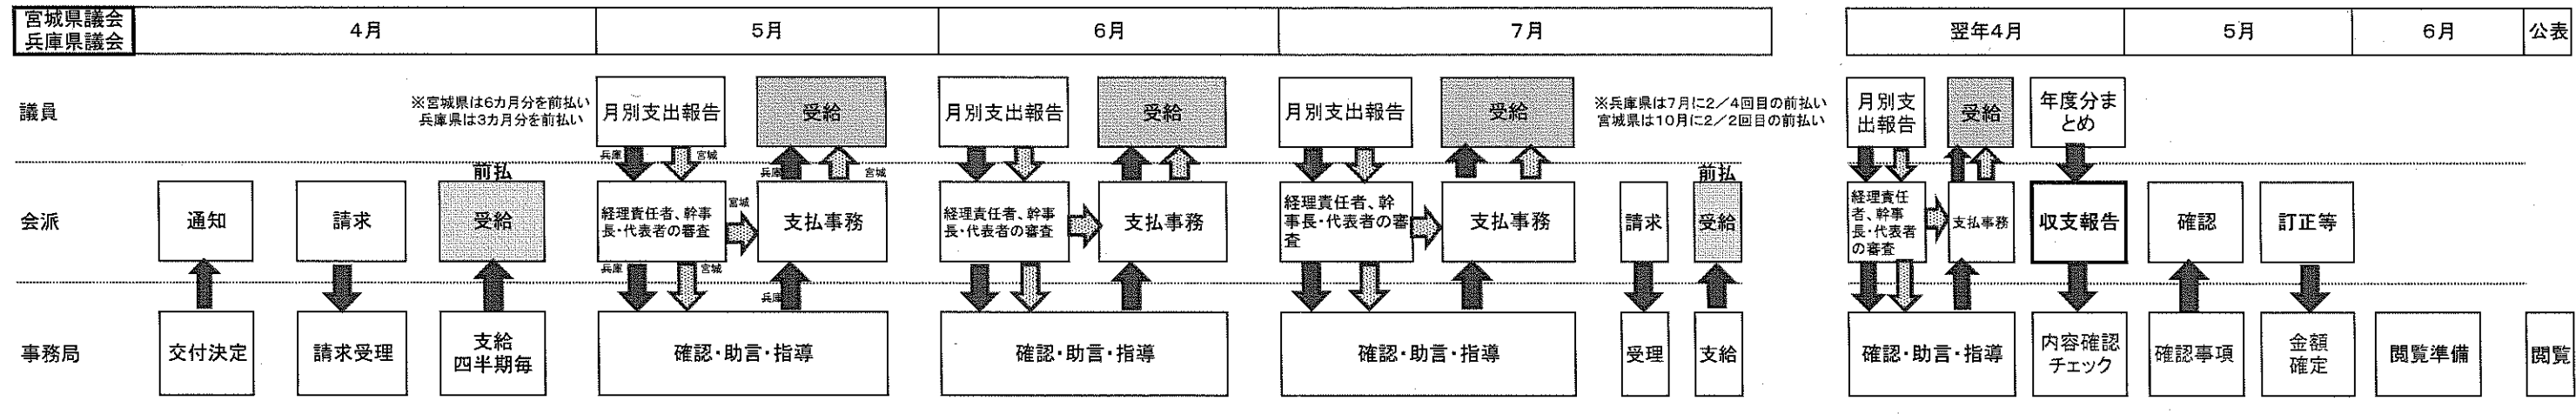 宮城県議会
兵庫県議会
4月
5月
6月
7月
翌年4月
5月
6月
公表
議員
※宮城県は6カ月分を前払い
兵庫県は3カ月分を前払い
月別支出報告
受給
月別支出報告
受給
月別支出報告
受給
※兵庫県は7月に2/4回目の前払い
宮城県は10月に2/2回目の前払い
月別支
出報告
受給
年度分ま
とめ
兵庫
宮城
兵庫
宮城
会派
通知
請求
前払
受給
経理責任者、幹事
長・代表者の審査
宮城
支払事務
経理責任者、幹事
長・代表者の審査
支払事務
経理責任者、幹
事長・代表者の審
査
支払事務
請求
前払
受給
経理責任
者、幹事
長・代表者
の審査
支払事務
収支報告
確認
訂正等
兵庫
宮城
兵庫
事務局
交付決定
請求受理
支給
四半期毎
確認・助言・指導
確認・助言・指導
確認・助言・指導
受理
支給
確認・助言・指導
内容確認
チェック
確認事項
金額
確定
閲覧準備
閲覧